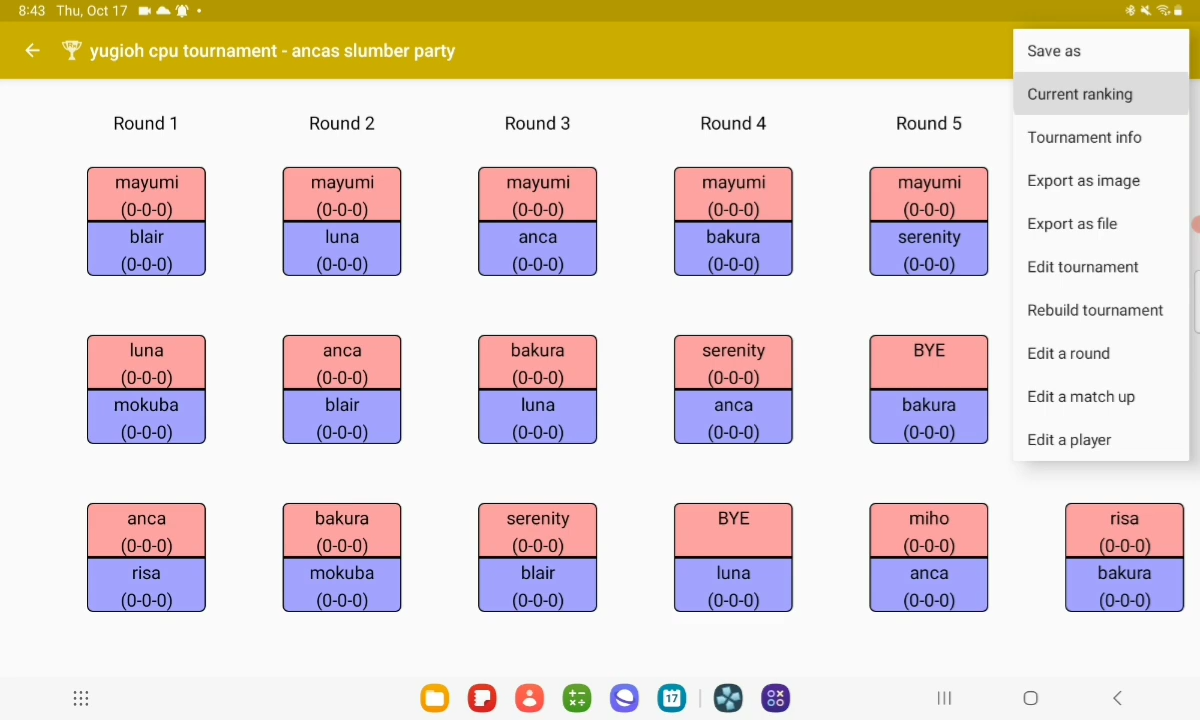 8:43 Thu, Oct 17
yugioh cpu tournament - ancas slumber party
Save as
Current ranking
Tournament info
Export as image
Export as file
Edit tournament
Rebuild tournament
Edit a round
Edit a match up
Edit a player
Round 1 Round 2 Round 3 Round 4 Round 5
mayumi mayumi mayumi mayumi mayumi
(0-0-0) (0-0-0) (0-0-0) (0-0-0) (0-0-0)
blair luna anca bakura serenity
(0-0-0) (0-0-0) (0-0-0) (0-0-0) (0-0-0)
luna anca bakura serenity BYE
(0-0-0) (0-0-0) (0-0-0) (0-0-0)
mokuba blair luna anca bakura
(0-0-0) (0-0-0) (0-0-0) (0-0-0) (0-0-0)
anca bakura serenity BYE miho risa
(0-0-0) (0-0-0) (0-0-0) (0-0-0) (0-0-0)
risa mokuba blair luna anca bakura
(0-0-0) (0-0-0) (0-0-0) (0-0-0) (0-0-0) (0-0-0)
17